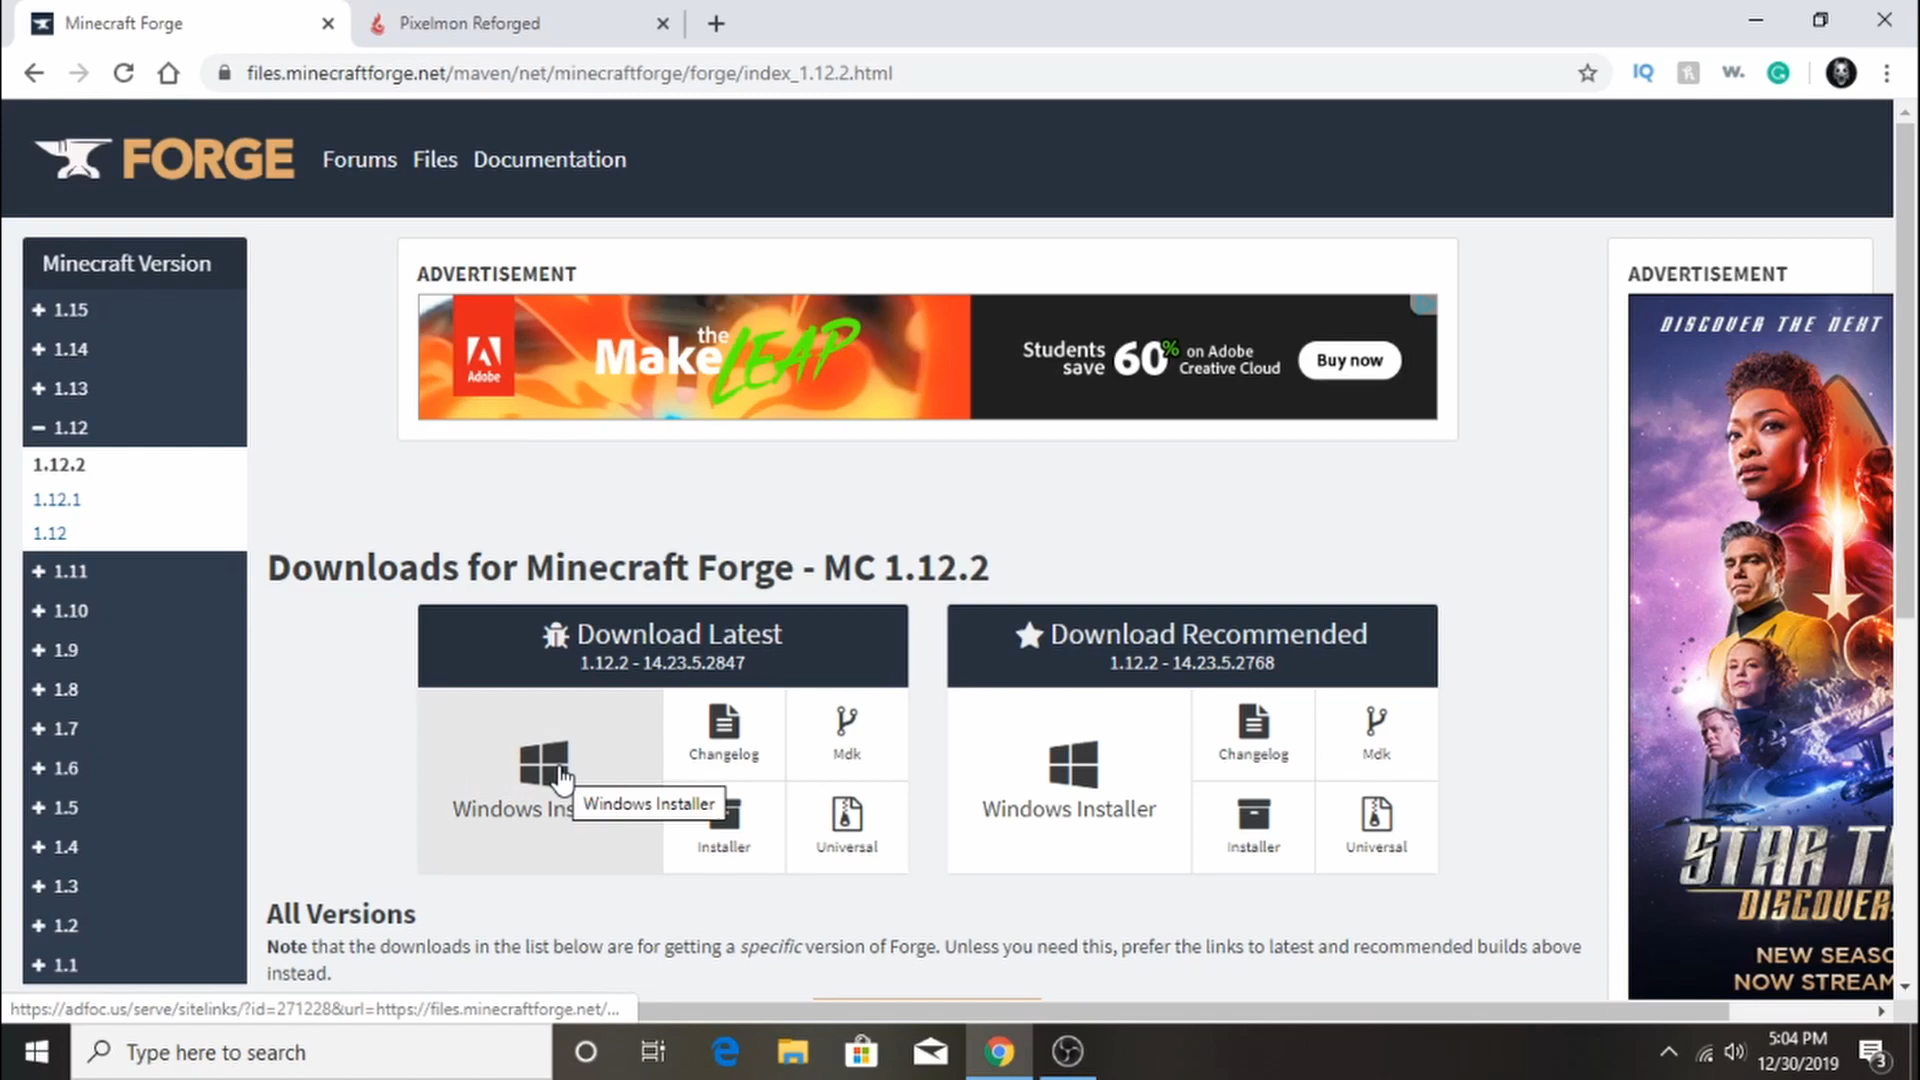 Minecraft Forge
Pixelmon Reforged
files.minecraftforge.net/maven/net/minecraftforge/forge/index_1.12.2.html
IQ
h
w.
G
FORGE Forums Files Documentation
Minecraft Version
1.15
1.14
1.13
1.12
1.12.2
1.12.1
1.12
1.11
1.10
1.9
1.8
1.7
1.6
1.5
1.4
1.3
1.2
1.1
ADVERTISEMENT
Adobe
Make the LEAP
Students save 60% on Adobe Creative Cloud
Buy now
ADVERTISEMENT
DISCOVER THE NEXT
STAR T
DISCOVER
NEW SEASO
NOW STREAM
Downloads for Minecraft Forge - MC 1.12.2
Download Latest
1.12.2 - 14.23.5.2847
Windows Ins
Windows Installer
Changelog
Mdk
Installer
Universal
Download Recommended
1.12.2 - 14.23.5.2768
Windows Installer
Changelog
Mdk
Installer
Universal
All Versions
Note that the downloads in the list below are for getting a specific version of Forge. Unless you need this, prefer the links to latest and recommended builds above
instead.
https://adfoc.us/serve/sitelinks/?id=271228&url=https://files.minecraftforge.net/...
Type here to search
5:04 PM
12/30/2019
3